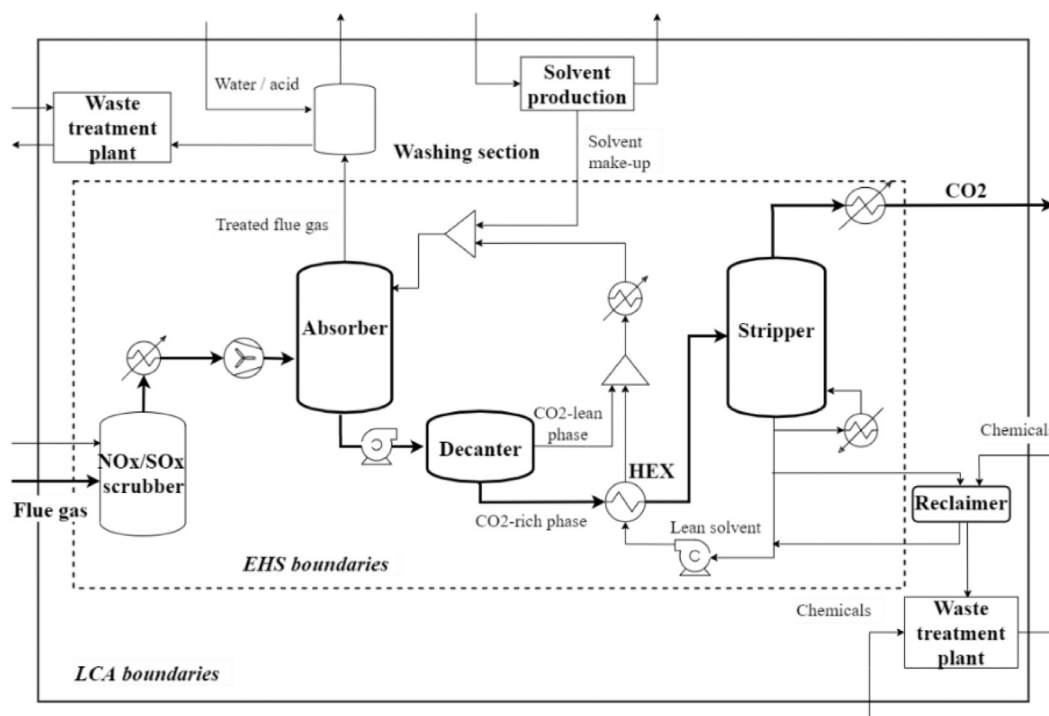 Water / acid
Waste
treatment
plant
Solvent
production
Washing section
Solvent
make-up
CO2
Treated flue gas
Absorber
Stripper
NOx/SOx
scrubber
Flue gas
Decanter
CO2-lean
phase
HEX
CO2-rich phase
Lean solvent
Chemicals
Reclaimer
EHS boundaries
Chemicals
Waste
treatment
plant
LCA boundaries